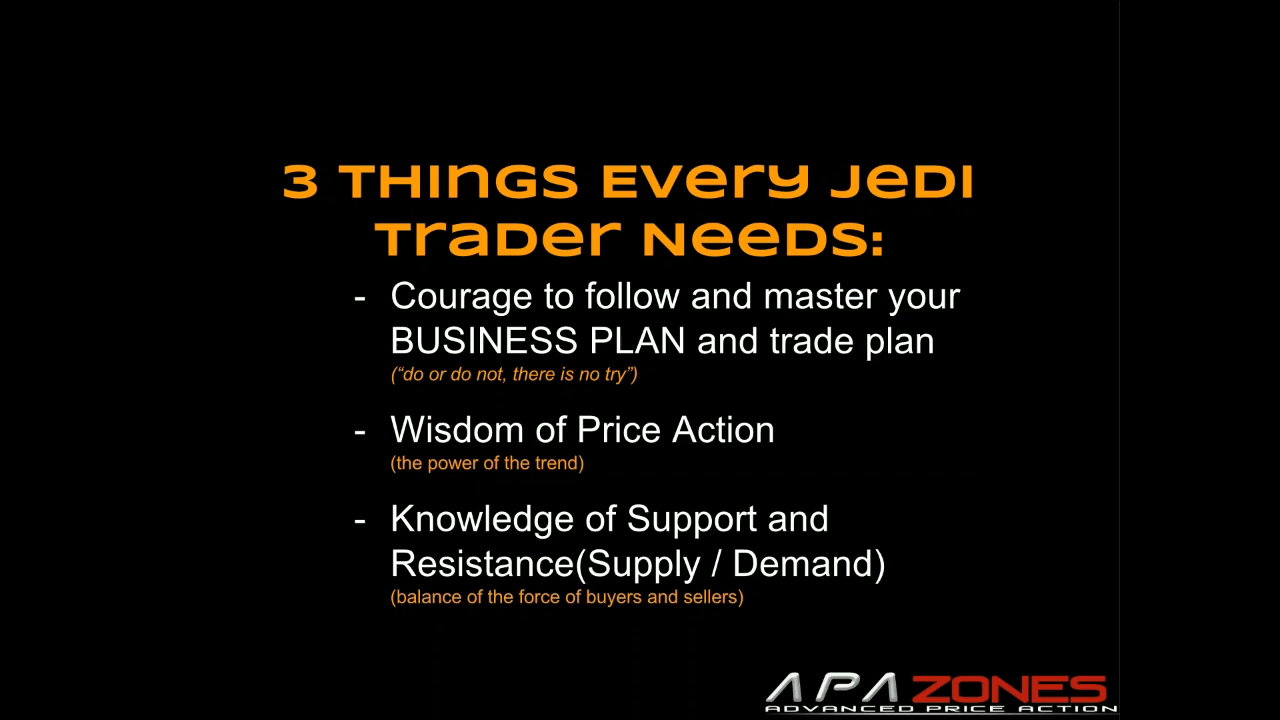 3 Things Every Jedi
Trader Needs:
- Courage to follow and master your
BUSINESS PLAN and trade plan
(“do or do not, there is no try”)
- Wisdom of Price Action
(the power of the trend)
- Knowledge of Support and
Resistance(Supply / Demand)
(balance of the force of buyers and sellers)
APA ZONES
ADVANCED PRICE ACTION